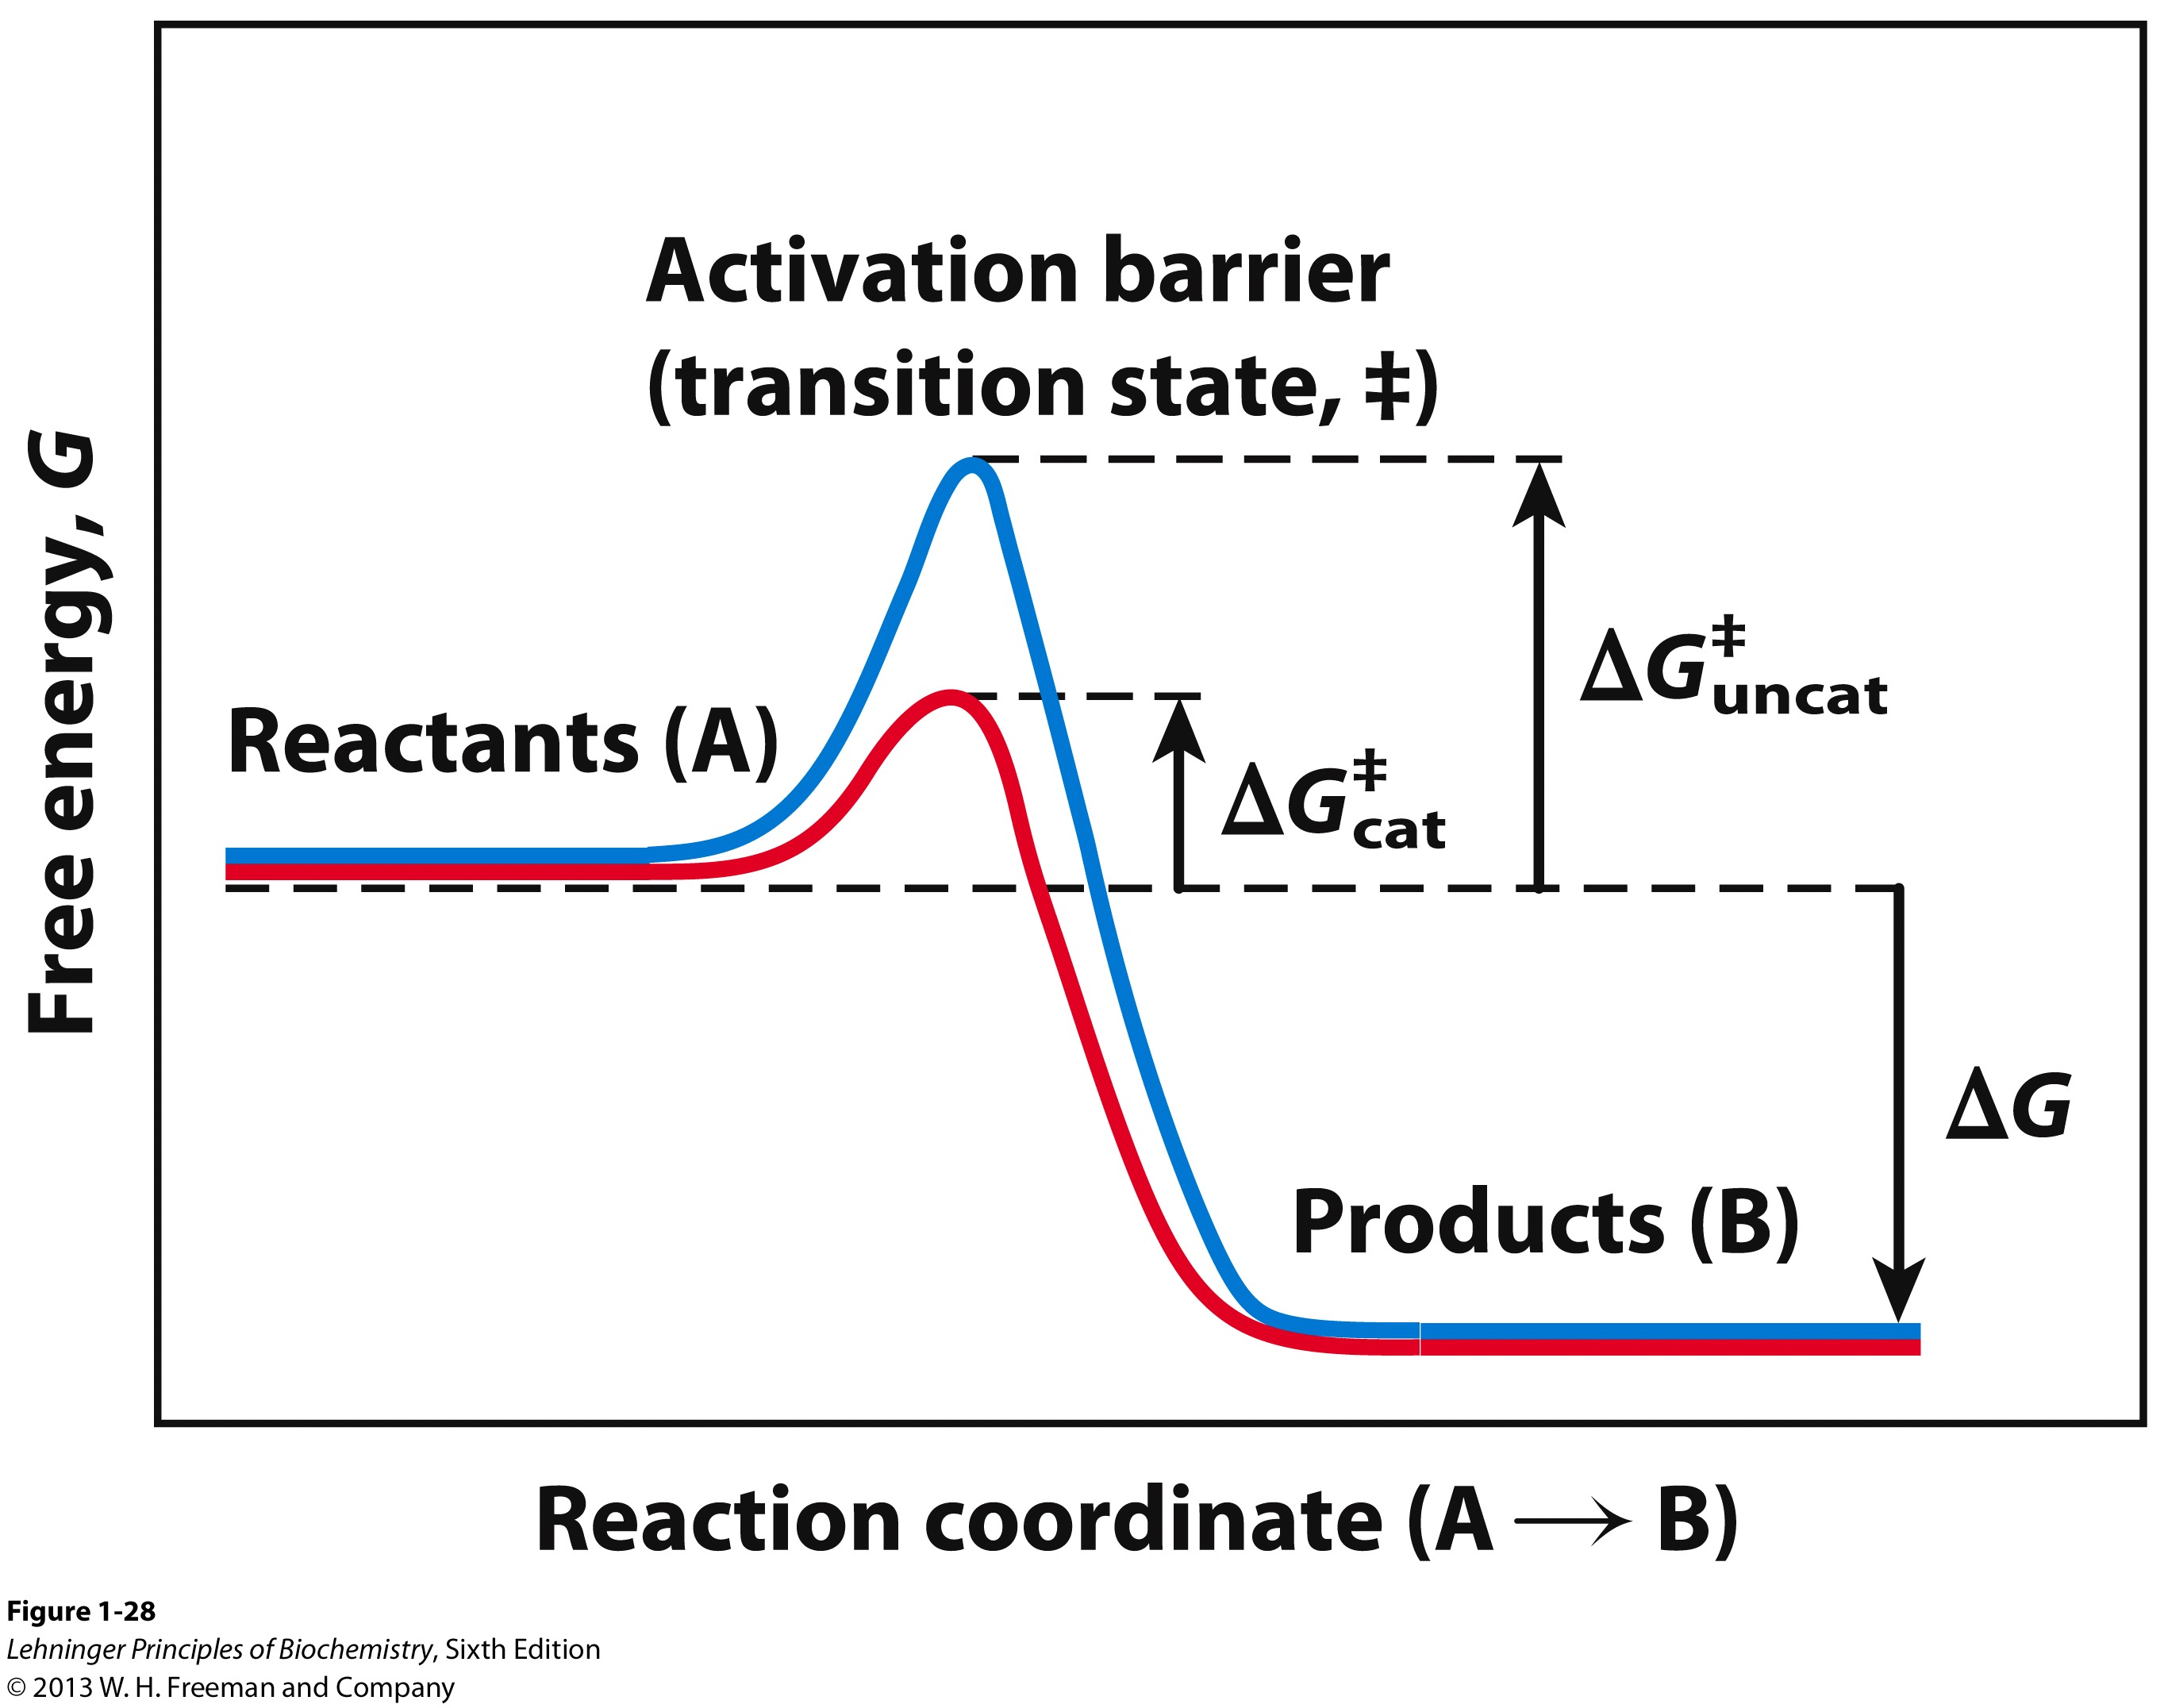 Activation barrier
(transition state, ‡)
Free energy, G
Reactants (A)
ΔG‡uncat
ΔG‡cat
ΔG
Products (B)
Reaction coordinate (A → B)
Figure 1-28
Lehninger Principles of Biochemistry, Sixth Edition
© 2013 W. H. Freeman and Company